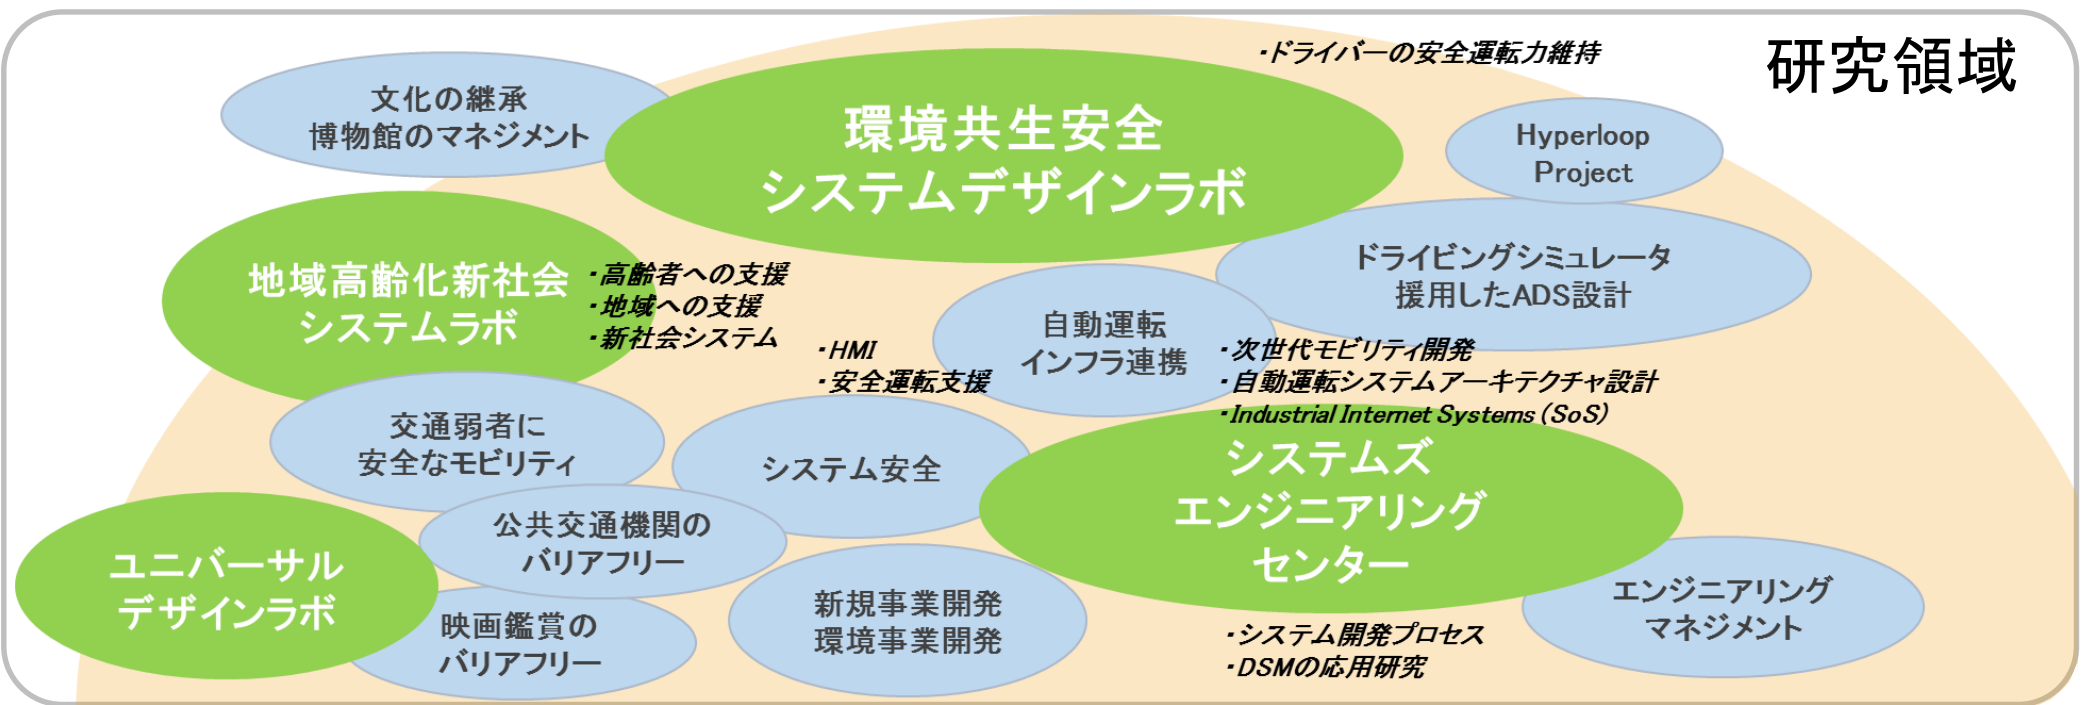 研究領域
・ドライバーの安全運転力維持
文化の継承
博物館のマネジメント
環境共生安全
システムデザインラボ
Hyperloop
Project
地域高齢化新社会
システムラボ
・高齢者への支援
・地域への支援
・新社会システム
ドライビングシミュレータ
援用したADS設計
自動運転
インフラ連携
・HMI
・安全運転支援
・次世代モビリティ開発
・自動運転システムアーキテクチャ設計
・Industrial Internet Systems (SoS)
交通弱者に
安全なモビリティ
システム安全
システムズ
エンジニアリング
センター
公共交通機関の
バリアフリー
ユニバーサル
デザインラボ
映画鑑賞の
バリアフリー
新規事業開発
環境事業開発
エンジニアリング
マネジメント
・システム開発プロセス
・DSMの応用研究